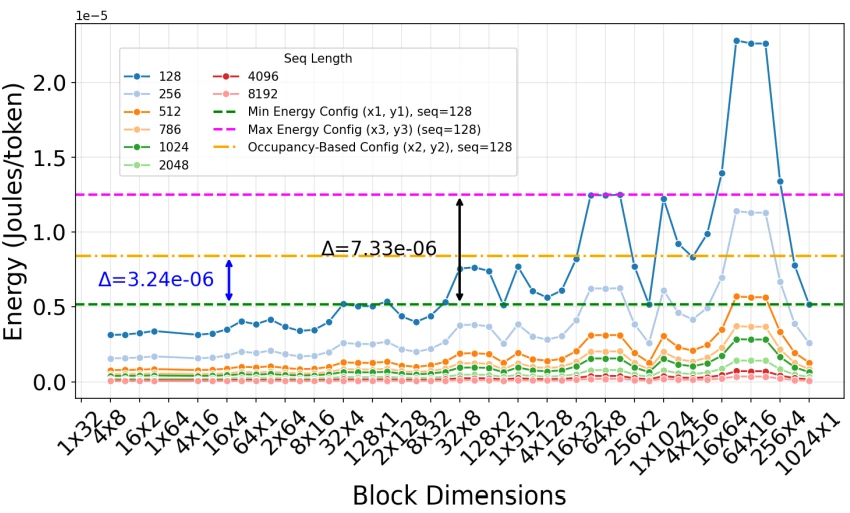 1e−5
Energy (Joules/token)
2.0
1.5
1.0
0.5
0.0
Seq Length
128
256
512
786
1024
2048
4096
8192
Min Energy Config (x1, y1), seq=128
Max Energy Config (x3, y3) (seq=128)
Occupancy-Based Config (x2, y2), seq=128
Δ=7.33e-06
Δ=3.24e-06
1x32
4x8
16x2
1x64
4x16
16x4
64x1
2x64
8x16
32x4
128x1
2x128
8x32
32x8
128x2
1x512
4x128
16x32
64x8
256x2
1x1024
4x256
16x64
64x16
256x4
1024x1
Block Dimensions